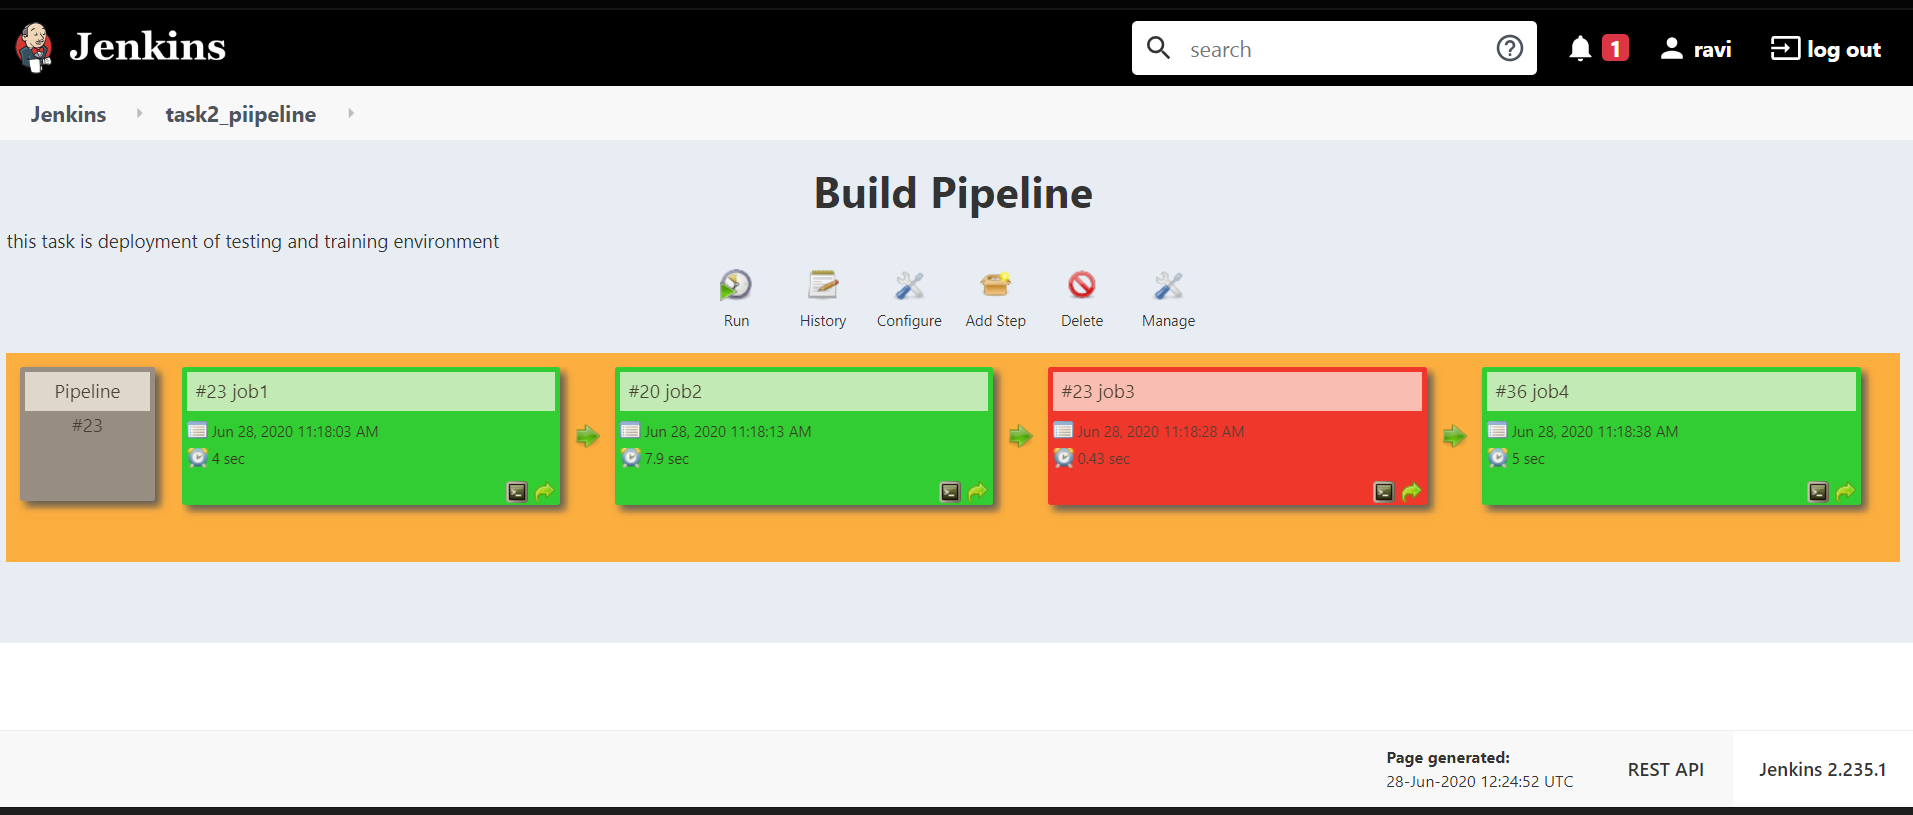 Jenkins
search
1
ravi
log out
Jenkins
task2_piipeline
Build Pipeline
this task is deployment of testing and training environment
Run
History
Configure
Add Step
Delete
Manage
Pipeline
#23
#23 job1
Jun 28, 2020 11:18:03 AM
4 sec
#20 job2
Jun 28, 2020 11:18:13 AM
7.9 sec
#23 job3
Jun 28, 2020 11:18:28 AM
0.43 sec
#36 job4
Jun 28, 2020 11:18:38 AM
5 sec
Page generated:
28-Jun-2020 12:24:52 UTC
REST API
Jenkins 2.235.1